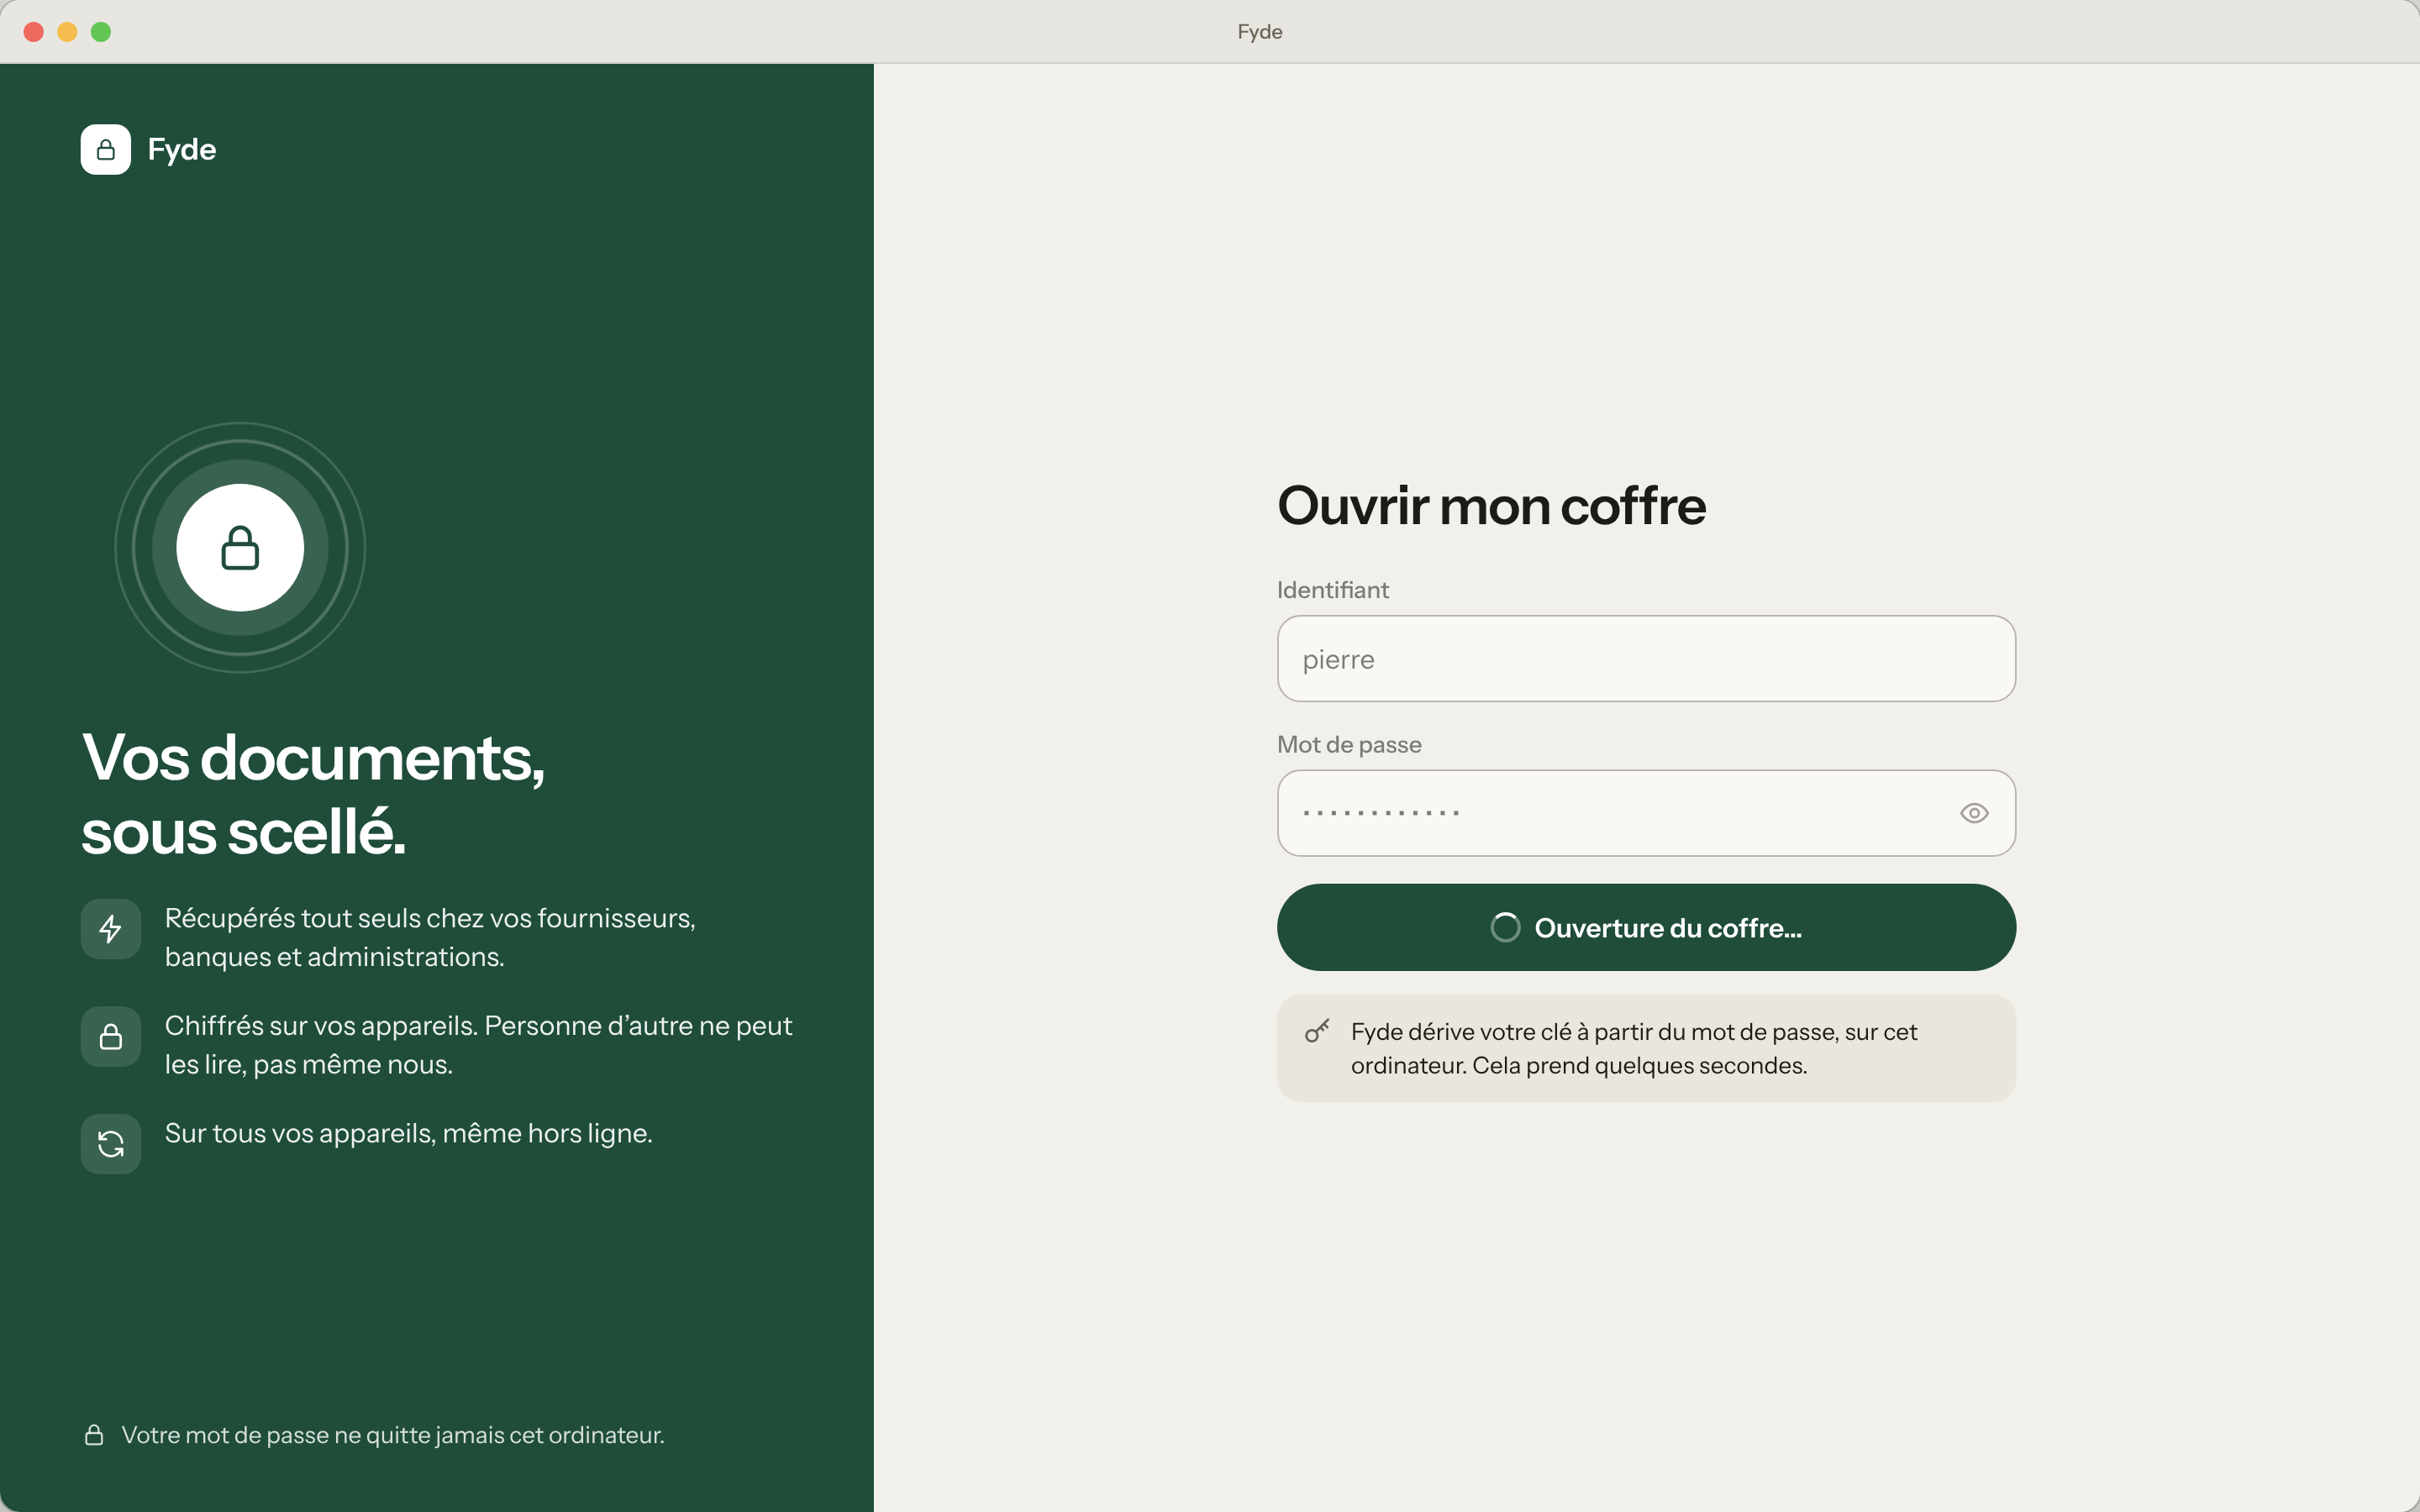 Fyde
Fyde
Vos documents,
sous scellé.
Récupérés tout seuls chez vos fournisseurs,
banques et administrations.
Chiffrés sur vos appareils. Personne d’autre ne peut
les lire, pas même nous.
Sur tous vos appareils, même hors ligne.
Votre mot de passe ne quitte jamais cet ordinateur.
Ouvrir mon coffre
Identifiant
pierre
Mot de passe
············
Ouverture du coffre…
Fyde dérive votre clé à partir du mot de passe, sur cet
ordinateur. Cela prend quelques secondes.